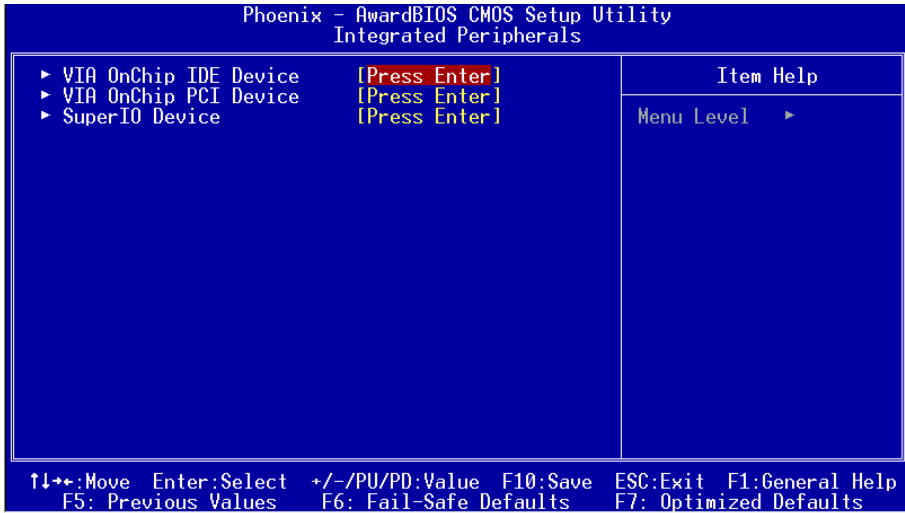 Phoenix - AwardBIOS CMOS Setup Utility
Integrated Peripherals
► VIA OnChip IDE Device [Press Enter]
► VIA OnChip PCI Device [Press Enter]
► SuperIO Device [Press Enter]
Item Help
Menu Level ►
↑↓→←:Move Enter:Select +/-/PU/PD:Value F10:Save ESC:Exit F1:General Help
F5: Previous Values F6: Fail-Safe Defaults F7: Optimized Defaults